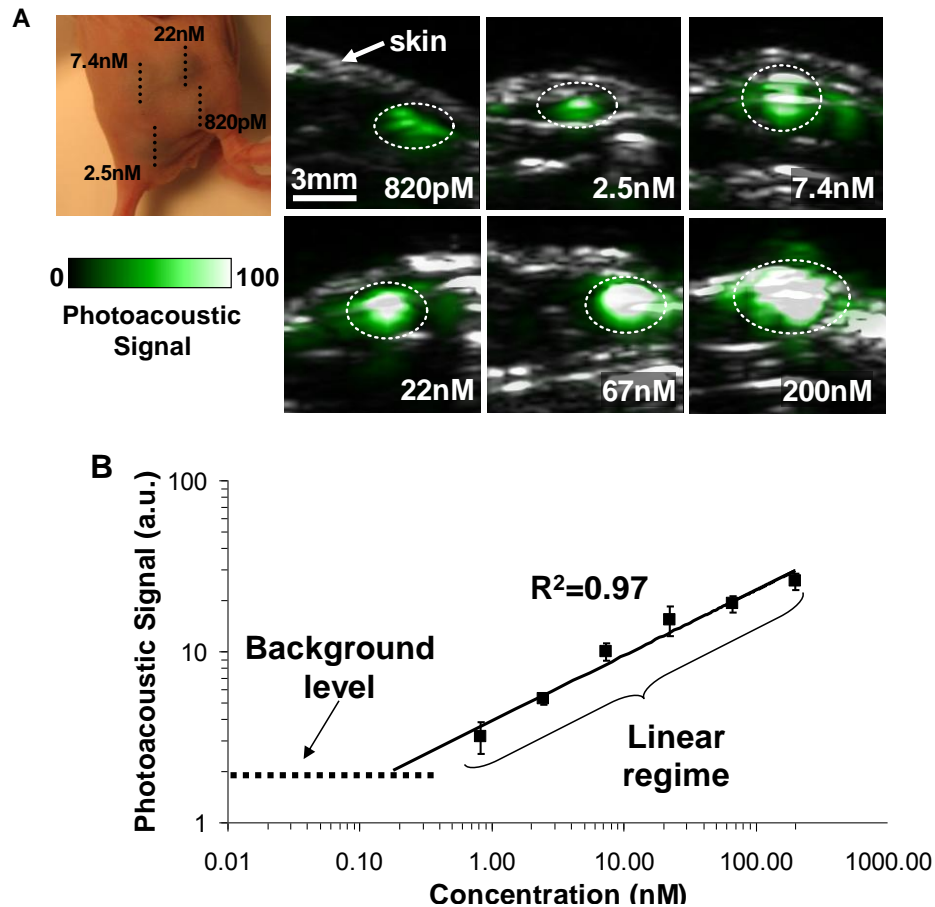 A
22nM
7.4nM
820pM
2.5nM
skin
3mm
820pM
2.5nM
7.4nM
0 100
Photoacoustic
Signal
22nM
67nM
200nM
B
Photoacoustic Signal (a.u.)
100
10
1
R²=0.97
Background
level
Linear
regime
0.01 0.10 1.00 10.00 100.00 1000.00
Concentration (nM)